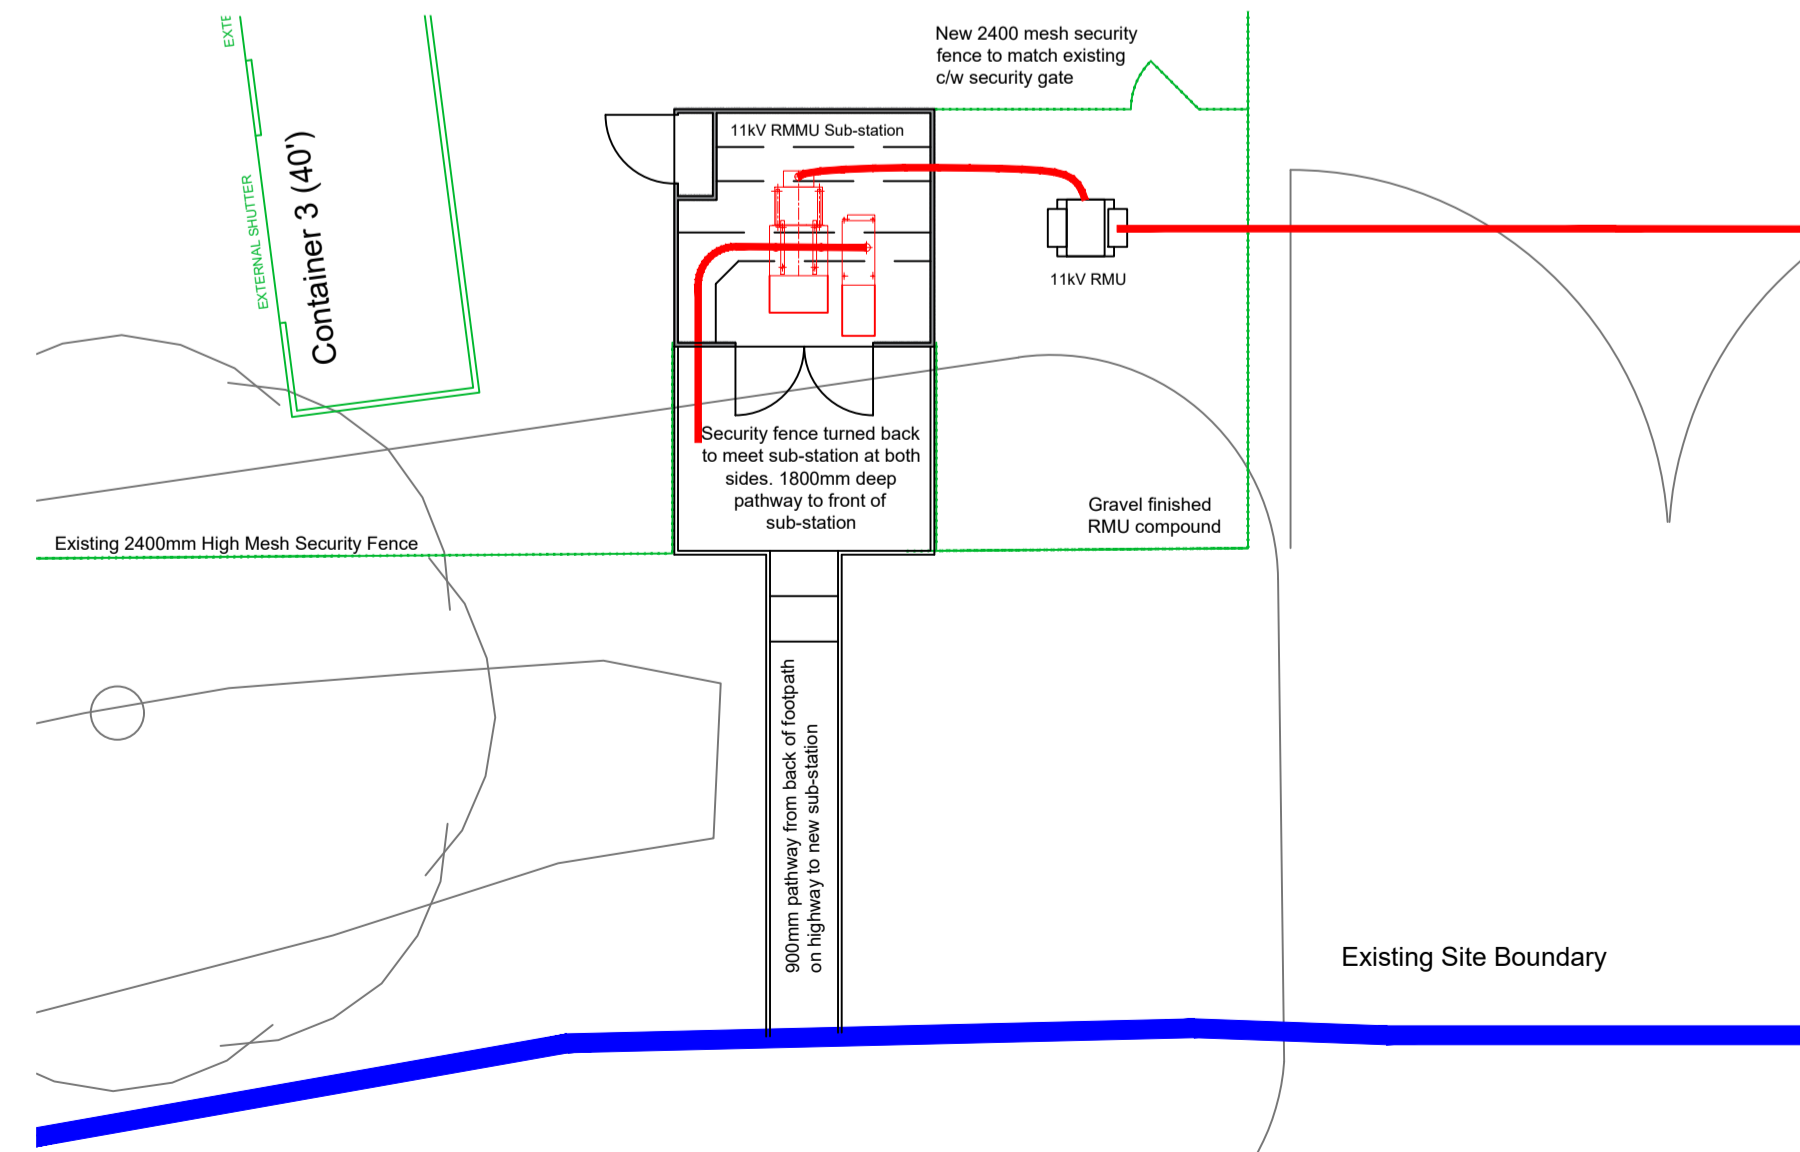 EXTE
New 2400 mesh security
fence to match existing
c/w security gate
11kV RMMU Sub-station
Container 3 (40')
EXTERNAL SHUTTER
11kV RMU
Security fence turned back
to meet sub-station at both
sides. 1800mm deep
pathway to front of
sub-station
Gravel finished
RMU compound
Existing 2400mm High Mesh Security Fence
900mm pathway from back of footpath
on highway to new sub-station
Existing Site Boundary